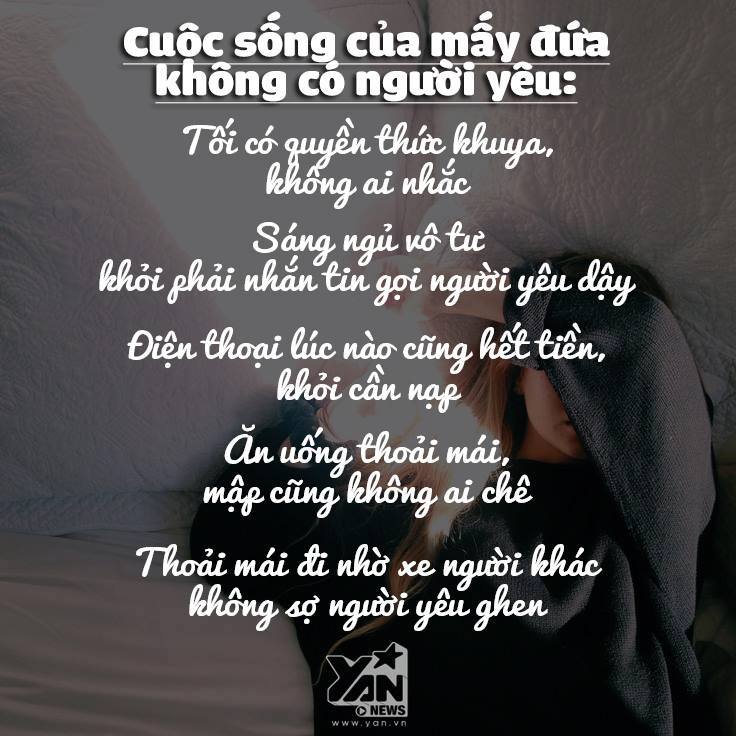 Cuộc sống của mấy đứa
không có người yêu:
Tối có quyền thức khuya,
không ai nhắc
Sáng ngủ vô tư
khỏi phải nhắn tin gọi người yêu dậy
Điện thoại lúc nào cũng hết tiền,
khỏi cần nạp
Ăn uống thoải mái,
mập cũng không ai chê
Thoải mái đi nhờ xe người khác
không sợ người yêu ghen
YAN
NEWS
www.yan.vn